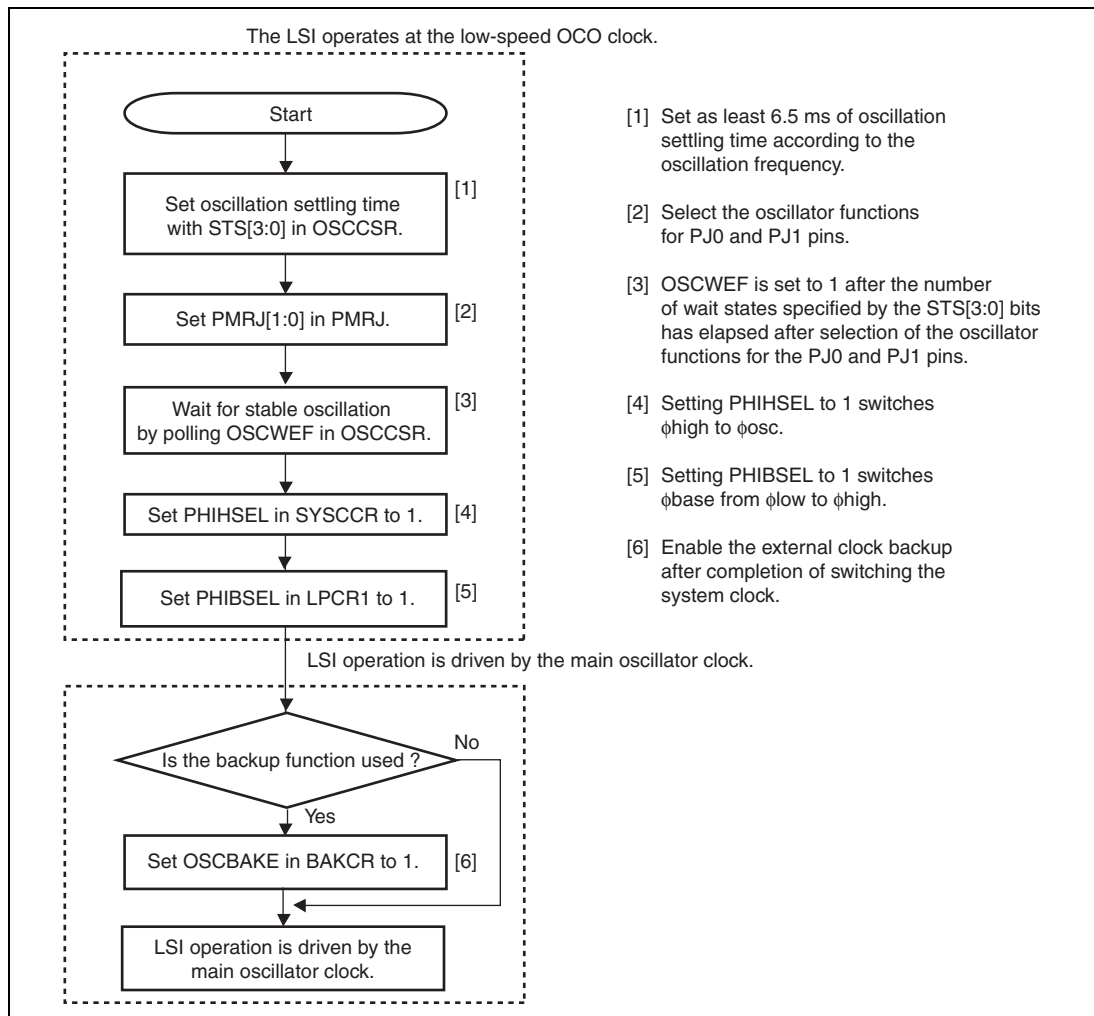 The LSI operates at the low-speed OCO clock.
Start
Set oscillation settling time
with STS[3:0] in OSCCSR.
[1]
Set PMRJ[1:0] in PMRJ.
[2]
Wait for stable oscillation
by polling OSCWEF in OSCCSR.
[3]
Set PHIHSEL in SYSCCR to 1.
[4]
Set PHIBSEL in LPCR1 to 1.
[5]
LSI operation is driven by the main oscillator clock.
Is the backup function used ?
No
Yes
Set OSCBAKE in BAKCR to 1.
[6]
LSI operation is driven by the
main oscillator clock.
[1] Set as least 6.5 ms of oscillation
settling time according to the
oscillation frequency.
[2] Select the oscillator functions
for PJ0 and PJ1 pins.
[3] OSCWEF is set to 1 after the number
of wait states specified by the STS[3:0] bits
has elapsed after selection of the oscillator
functions for the PJ0 and PJ1 pins.
[4] Setting PHIHSEL to 1 switches
ϕhigh to ϕosc.
[5] Setting PHIBSEL to 1 switches
ϕbase from ϕlow to ϕhigh.
[6] Enable the external clock backup
after completion of switching the
system clock.